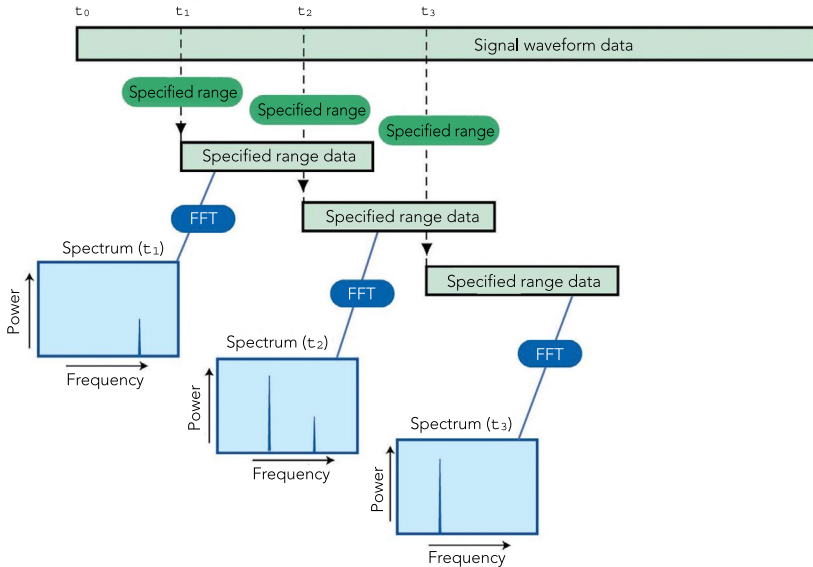 t₀ t₁ t₂ t₃
Signal waveform data
Specified range
Specified range
Specified range
Specified range data
Specified range data
Specified range data
FFT
FFT
FFT
Spectrum (t₁)
Power
Frequency
Spectrum (t₂)
Power
Frequency
Spectrum (t₃)
Power
Frequency